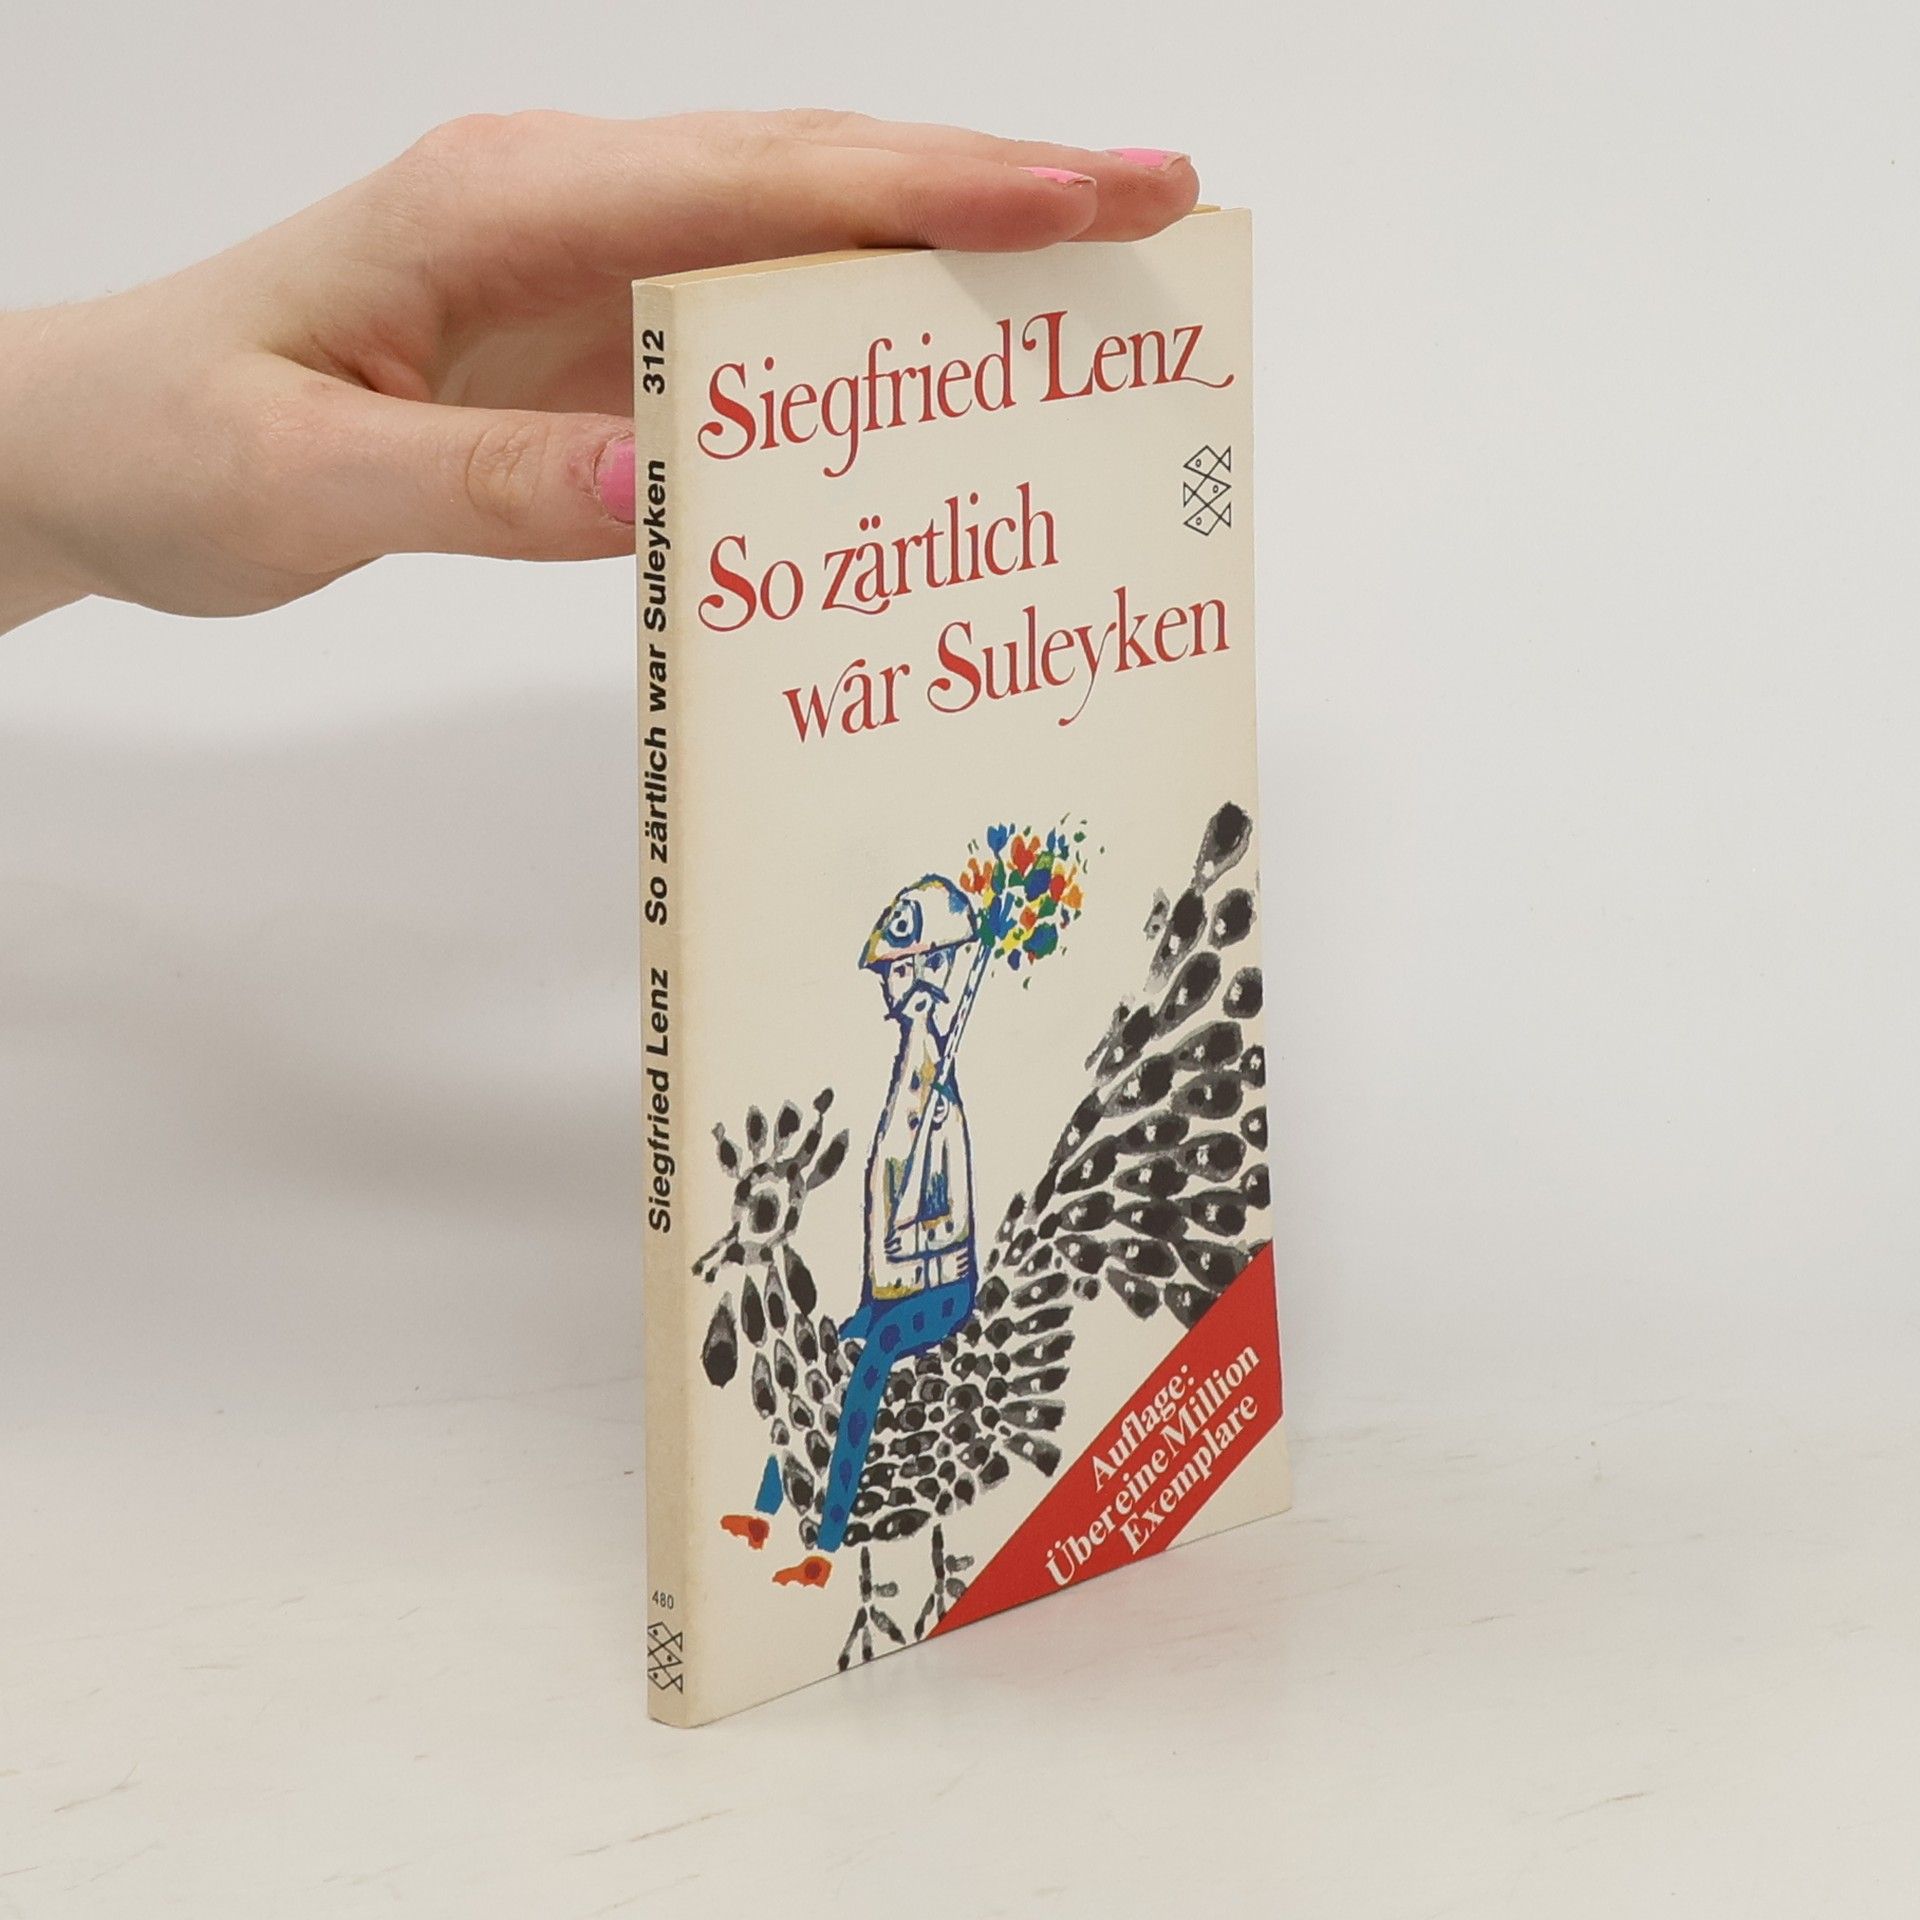 Siegfried Lenz
So zärtlich
war Suleyken
Auflage:
Über eine Million
Exemplare
Siegfried Lenz So zärtlich war Suleyken 312
480